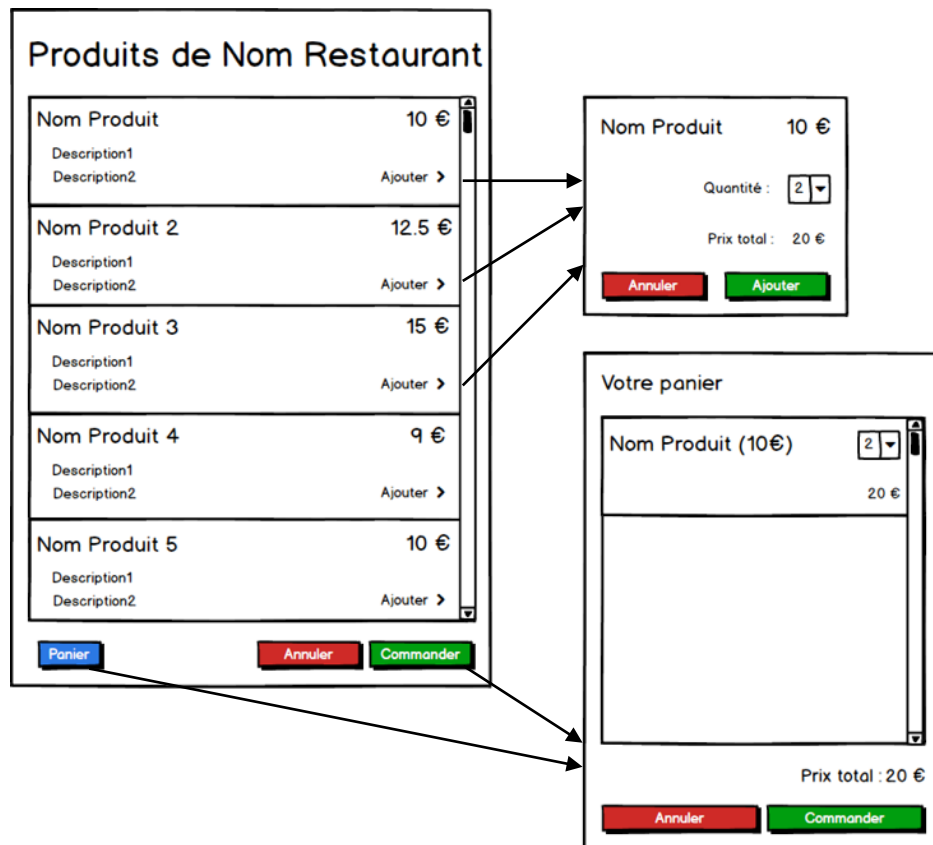 Produits de Nom Restaurant
Nom Produit 10 €
Description1
Description2 Ajouter >
Nom Produit 2 12.5 €
Description1
Description2 Ajouter >
Nom Produit 3 15 €
Description1
Description2 Ajouter >
Nom Produit 4 9 €
Description1
Description2 Ajouter >
Nom Produit 5 10 €
Description1
Description2 Ajouter >
Panier Annuler Commander
Nom Produit 10 €
Quantité : 2
Prix total : 20 €
Annuler Ajouter
Votre panier
Nom Produit (10€) 2
20 €
Prix total : 20 €
Annuler Commander